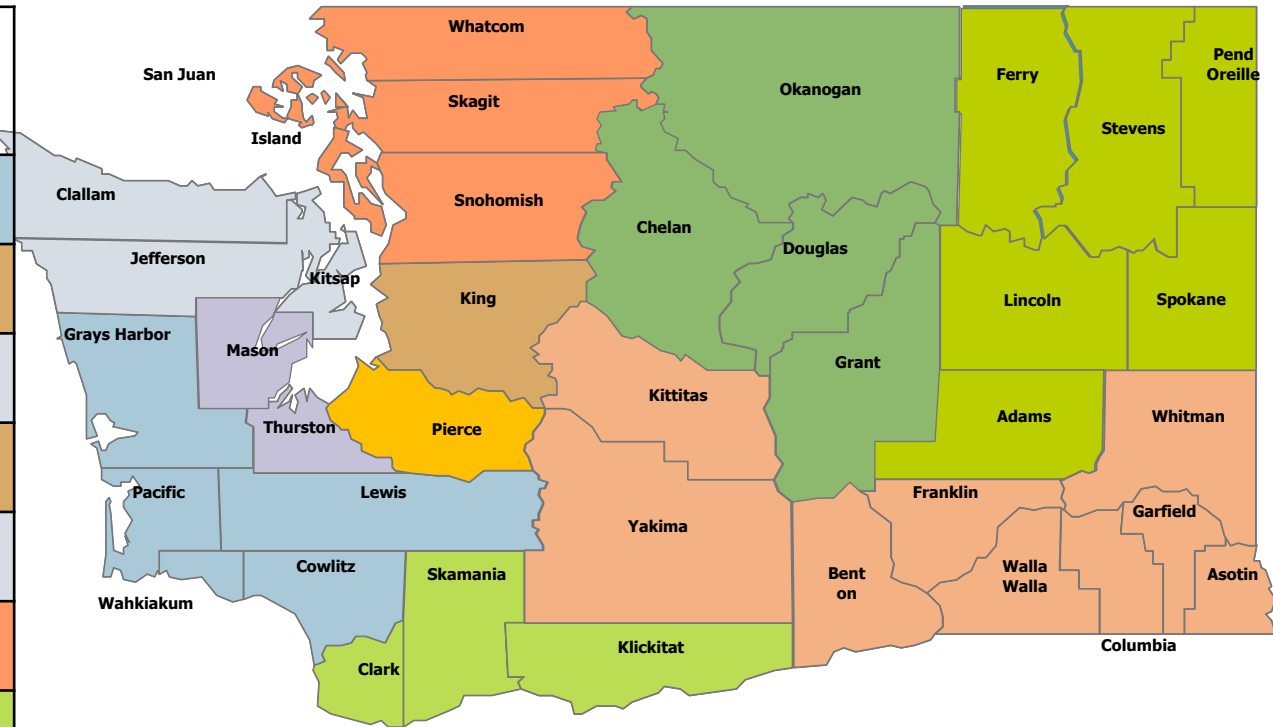 Whatcom
San Juan
Skagit
Island
Okanogan
Ferry
Pend
Oreille
Stevens
Clallam
Snohomish
Chelan
Douglas
Jefferson
Kitsap
King
Lincoln
Spokane
Grays Harbor
Mason
Grant
Kittitas
Adams
Whitman
Thurston
Pierce
Pacific
Lewis
Franklin
Garfield
Yakima
Cowlitz
Skamania
Bent
on
Walla
Walla
Asotin
Wahkiakum
Klickitat
Columbia
Clark